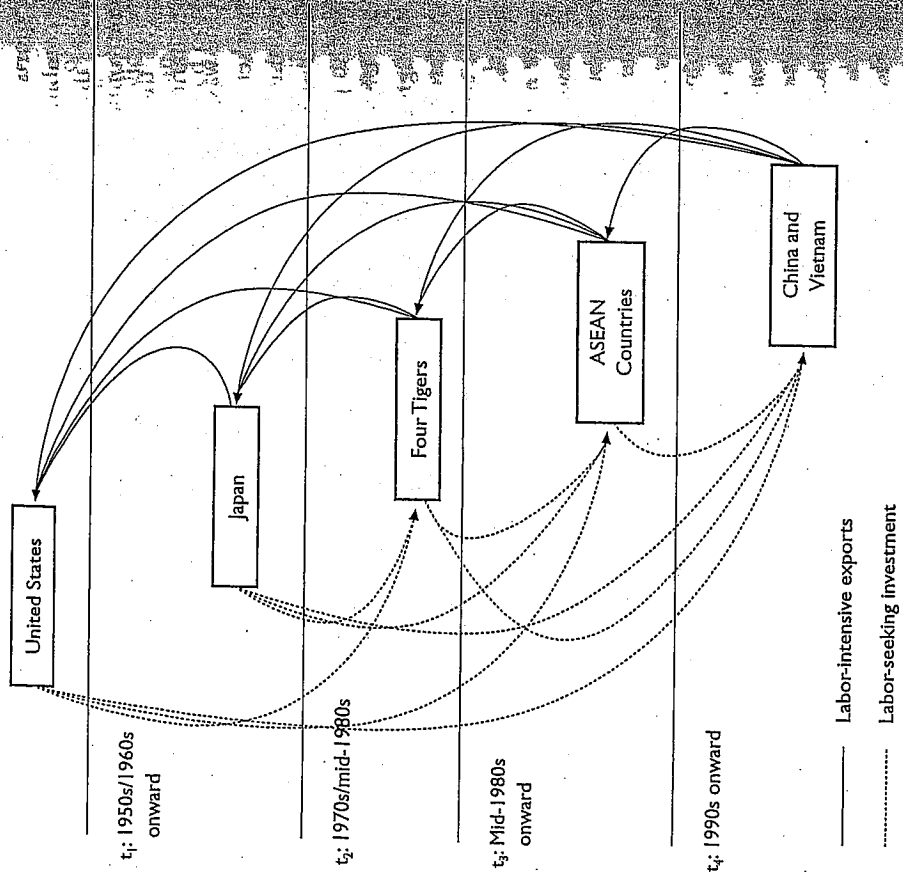 United States
t₁: 1950s/1960s
onward
Japan
t₂: 1970s/mid-1980s
Four Tigers
t₃: Mid-1980s
onward
ASEAN
Countries
t₄: 1990s onward
China and
Vietnam
Labor-intensive exports
Labor-seeking investment